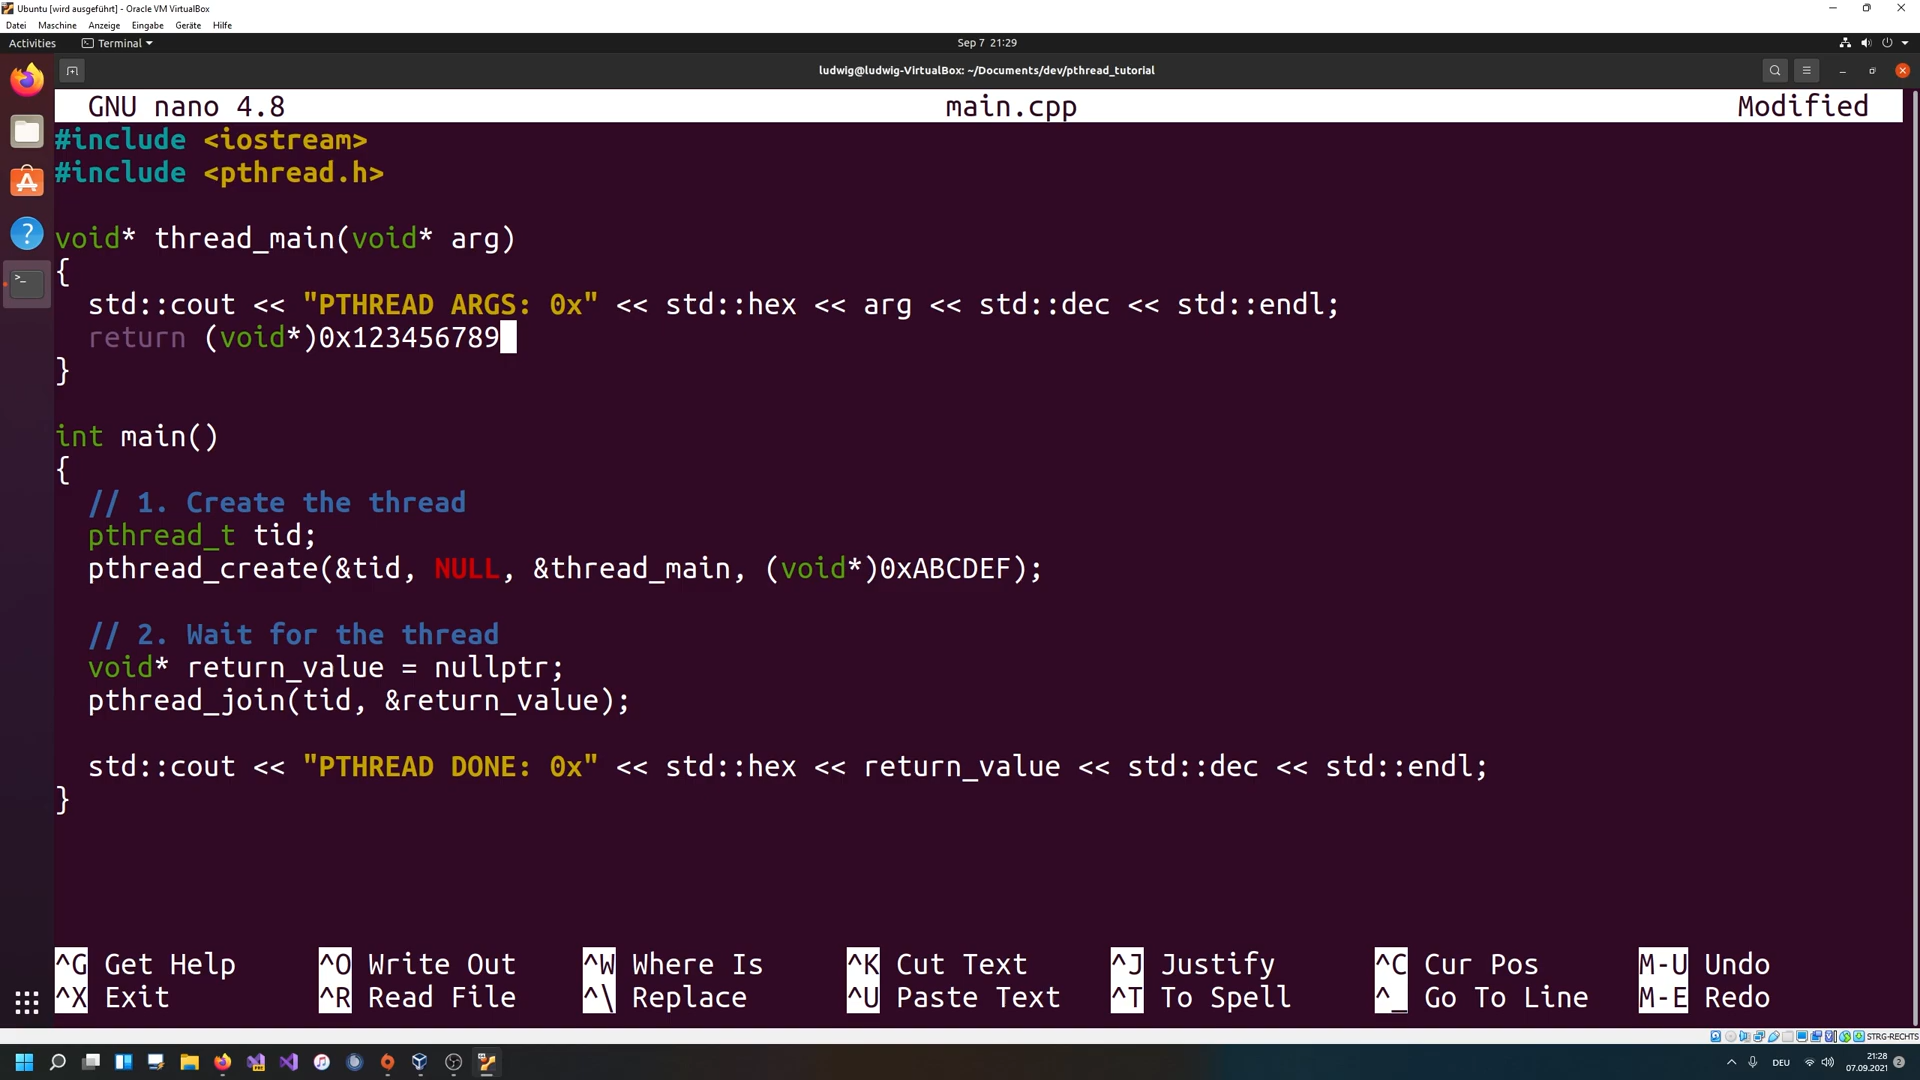 Ubuntu [wird ausgeführt] - Oracle VM VirtualBox
Datei Maschine Anzeige Eingabe Geräte Hilfe
Activities Terminal Sep 7 21:29
ludwig@ludwig-VirtualBox: ~/Documents/dev/pthread_tutorial
GNU nano 4.8 main.cpp Modified
#include <iostream>
#include <pthread.h>
void* thread_main(void* arg)
{
std::cout << "PTHREAD ARGS: 0x" << std::hex << arg << std::dec << std::endl;
return (void*)0x123456789
}
int main()
{
// 1. Create the thread
pthread_t tid;
pthread_create(&tid, NULL, &thread_main, (void*)0xABCDEF);
// 2. Wait for the thread
void* return_value = nullptr;
pthread_join(tid, &return_value);
std::cout << "PTHREAD DONE: 0x" << std::hex << return_value << std::dec << std::endl;
}
^G Get Help ^O Write Out ^W Where Is ^K Cut Text ^J Justify ^C Cur Pos M-U Undo
^X Exit ^R Read File ^\ Replace ^U Paste Text ^T To Spell ^_ Go To Line M-E Redo
STRG-RECHTS
DEU 21:28
07.09.2021 2